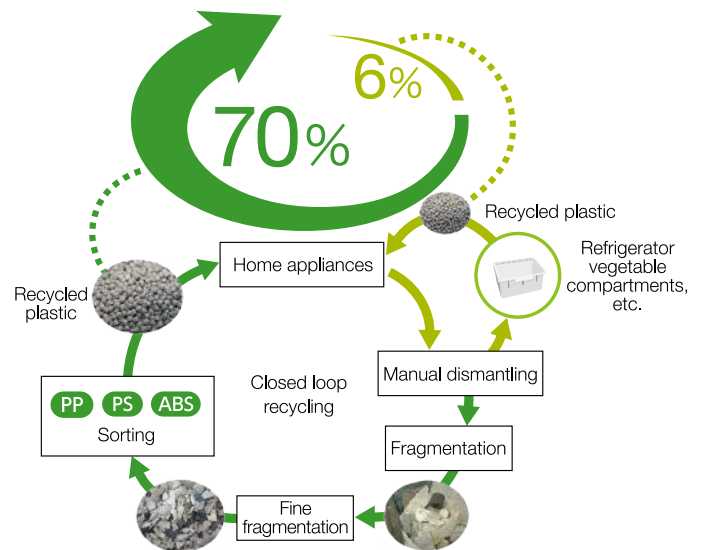 6%
70%
Recycled plastic
Home appliances
Refrigerator
vegetable
compartments,
etc.
Recycled
plastic
Closed loop
recycling
Manual dismantling
PP PS ABS
Sorting
Fragmentation
Fine
fragmentation